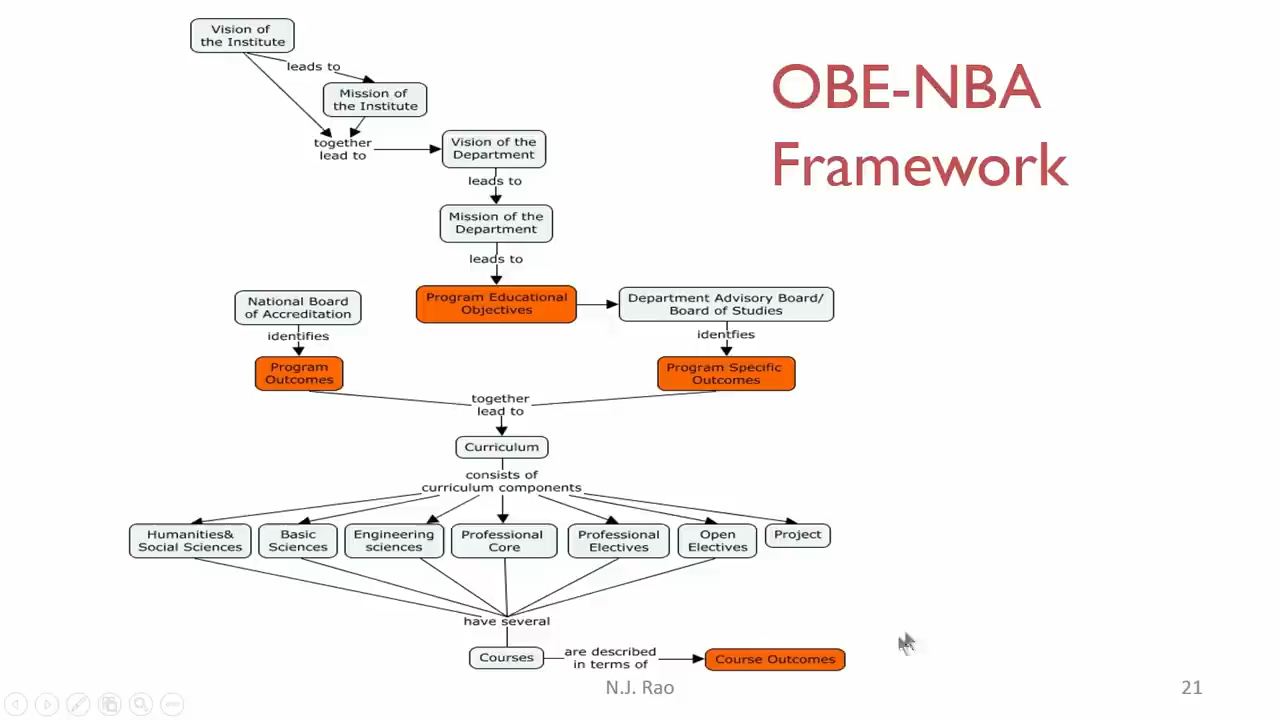 Vision of
the Institute
leads to
Mission of
the Institute
together
lead to
Vision of the
Department
leads to
Mission of the
Department
leads to
OBE-NBA
Framework
National Board
of Accreditation
identifies
Program
Outcomes
Program Educational
Objectives
Department Advisory Board/
Board of Studies
identfies
Program Specific
Outcomes
together
lead to
Curriculum
consists of
curriculum components
Humanities&
Social Sciences
Basic
Sciences
Engineering
sciences
Professional
Core
Professional
Electives
Open
Electives
Project
have several
Courses
are described
in terms of
Course Outcomes
N.J. Rao
21